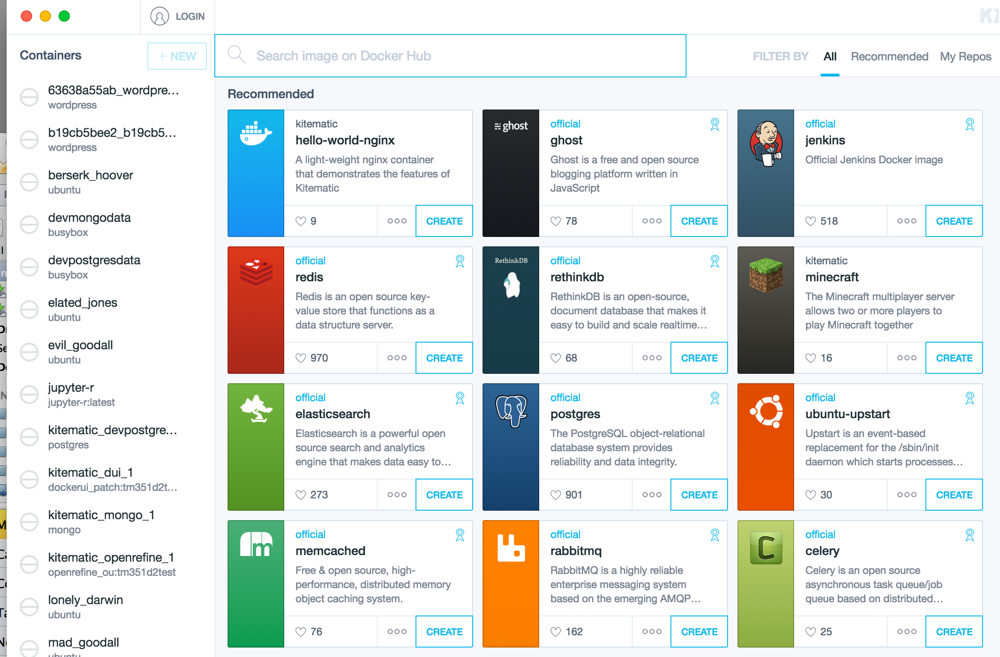 LOGIN
Containers
+ NEW
63638a55ab_wordpre...
wordpress
b19cb5bee2_b19cb5...
wordpress
berserk_hoover
ubuntu
devmongodata
busybox
devpostgresdata
busybox
elated_jones
ubuntu
evil_goodall
ubuntu
jupyter-r
jupyter-r:latest
kitematic_devpostgre...
postgres
kitematic_dui_1
dockerui_patch:tm351d2t...
kitematic_mongo_1
mongo
kitematic_openrefine_1
openrefine_ou:tm351d2test
lonely_darwin
ubuntu
mad_goodall
Search image on Docker Hub
FILTER BY All Recommended My Repos
Recommended
kitematic
hello-world-nginx
A light-weight nginx container
that demonstrates the features of
Kitematic
9
CREATE
ghost
official
ghost
Ghost is a free and open source
blogging platform written in
JavaScript
78
CREATE
official
jenkins
Official Jenkins Docker image
518
CREATE
official
redis
Redis is an open source key-
value store that functions as a
data structure server.
970
CREATE
RethinkDB
official
rethinkdb
RethinkDB is an open-source,
document database that makes it
easy to build and scale realtime...
68
CREATE
kitematic
minecraft
The Minecraft multiplayer server
allows two or more players to
play Minecraft together
16
CREATE
official
elasticsearch
Elasticsearch is a powerful open
source search and analytics
engine that makes data easy to...
273
CREATE
official
postgres
The PostgreSQL object-relational
database system provides
reliability and data integrity.
901
CREATE
official
ubuntu-upstart
Upstart is an event-based
replacement for the /sbin/init
daemon which starts processes...
30
CREATE
m
official
memcached
Free & open source, high-
performance, distributed memory
object caching system.
76
CREATE
official
rabbitmq
RabbitMQ is a highly reliable
enterprise messaging system
based on the emerging AMQP...
162
CREATE
C
official
celery
Celery is an open source
asynchronous task queue/job
queue based on distributed...
25
CREATE